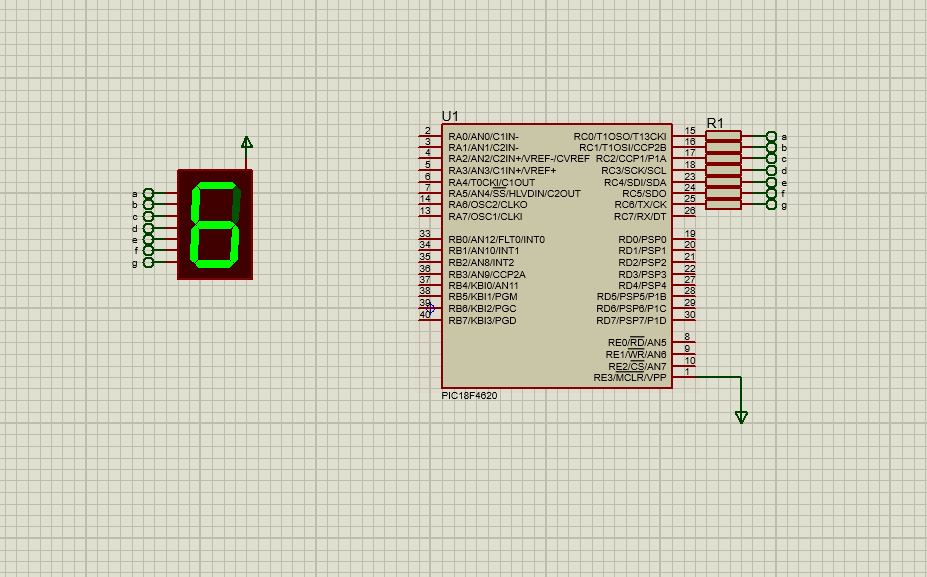 U1
R1
2 RA0/AN0/C1IN- RC0/T1OSO/T13CKI 15 a
3 RA1/AN1/C2IN- RC1/T1OSI/CCP2B 16 b
4 RA2/AN2/C2IN+/VREF-/CVREF RC2/CCP1/P1A 17 c
5 RA3/AN3/C1IN+/VREF+ RC3/SCK/SCL 18 d
6 RA4/T0CKI/C1OUT RC4/SDI/SDA 23 e
7 RA5/AN4/SS/HLVDIN/C2OUT RC5/SDO 24 f
14 RA6/OSC2/CLKO RC6/TX/CK 25 g
13 RA7/OSC1/CLKI RC7/RX/DT 26
a
b
c
d
e
f
g
6
33 RB0/AN12/FLT0/INT0 RD0/PSP0 19
34 RB1/AN10/INT1 RD1/PSP1 20
35 RB2/AN8/INT2 RD2/PSP2 21
36 RB3/AN9/CCP2A RD3/PSP3 22
37 RB4/KBI0/AN11 RD4/PSP4 27
38 RB5/KBI1/PGM RD5/PSP5/P1B 28
39 RB6/KBI2/PGC RD6/PSP6/P1C 29
40 RB7/KBI3/PGD RD7/PSP7/P1D 30
RE0/RD/AN5 8
RE1/WR/AN6 9
RE2/CS/AN7 10
RE3/MCLR/VPP 1
PIC18F4620